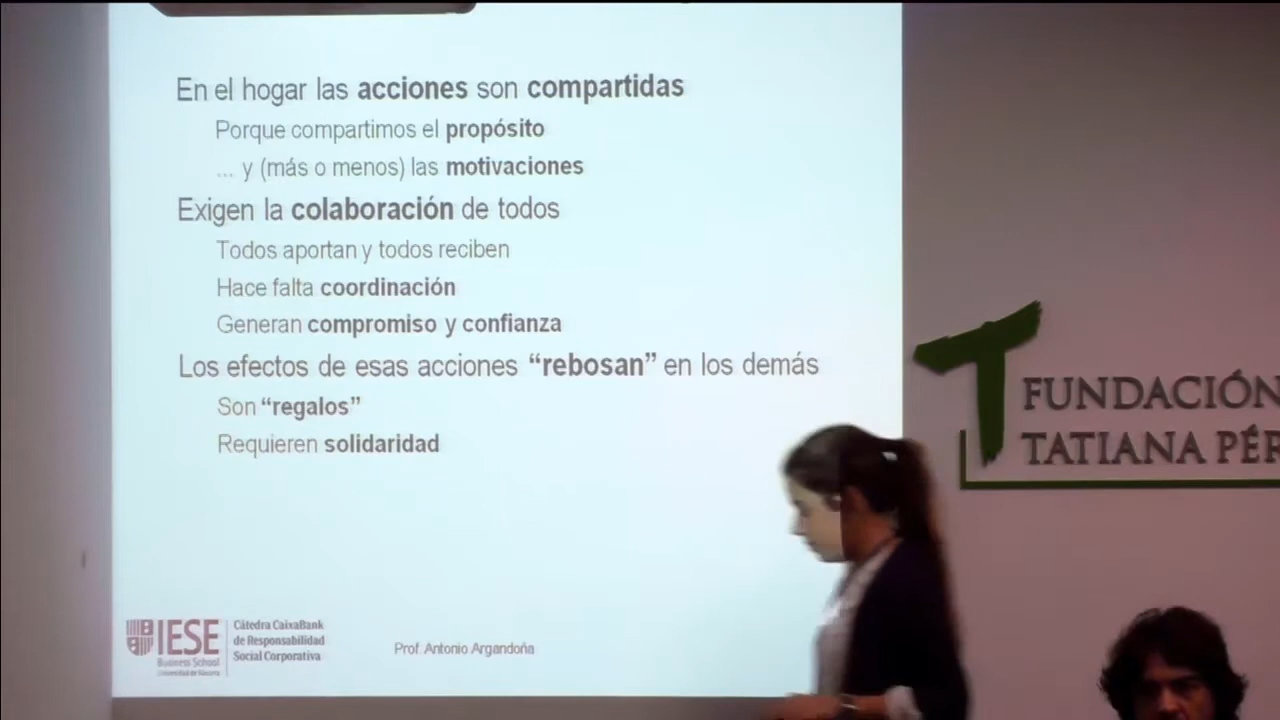 En el hogar las acciones son compartidas
Porque compartimos el propósito
... y (más o menos) las motivaciones
Exigen la colaboración de todos
Todos aportan y todos reciben
Hace falta coordinación
Generan compromiso y confianza
Los efectos de esas acciones “rebosan” en los demás
Son “regalos”
Requieren solidaridad
FUNDACIÓN
TATIANA PÉR
IESE
Business School
Universidad de Navarra
Cátedra CaixaBank
de Responsabilidad
Social Corporativa
Prof. Antonio Argandoña